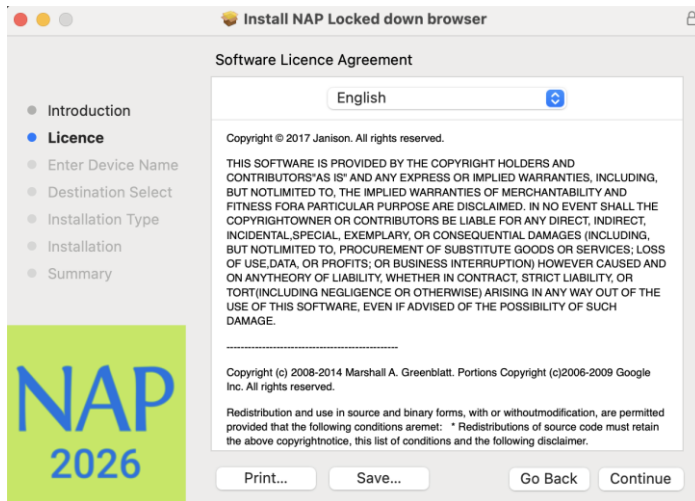 Install NAP Locked down browser
Software Licence Agreement
Introduction
Licence
Enter Device Name
Destination Select
Installation Type
Installation
Summary
NAP
2026
English
Copyright © 2017 Janison. All rights reserved.
THIS SOFTWARE IS PROVIDED BY THE COPYRIGHT HOLDERS AND
CONTRIBUTORS"AS IS" AND ANY EXPRESS OR IMPLIED WARRANTIES, INCLUDING,
BUT NOTLIMITED TO, THE IMPLIED WARRANTIES OF MERCHANTABILITY AND
FITNESS FORA PARTICULAR PURPOSE ARE DISCLAIMED. IN NO EVENT SHALL THE
COPYRIGHTOWNER OR CONTRIBUTORS BE LIABLE FOR ANY DIRECT, INDIRECT,
INCIDENTAL,SPECIAL, EXEMPLARY, OR CONSEQUENTIAL DAMAGES (INCLUDING,
BUT NOTLIMITED TO, PROCUREMENT OF SUBSTITUTE GOODS OR SERVICES; LOSS
OF USE,DATA, OR PROFITS; OR BUSINESS INTERRUPTION) HOWEVER CAUSED AND
ON ANYTHEORY OF LIABILITY, WHETHER IN CONTRACT, STRICT LIABILITY, OR
TORT(INCLUDING NEGLIGENCE OR OTHERWISE) ARISING IN ANY WAY OUT OF THE
USE OF THIS SOFTWARE, EVEN IF ADVISED OF THE POSSIBILITY OF SUCH
DAMAGE.
-----------------------------------------------
Copyright (c) 2008-2014 Marshall A. Greenblatt. Portions Copyright (c)2006-2009 Google
Inc. All rights reserved.
Redistribution and use in source and binary forms, with or withoutmodification, are permitted
provided that the following conditions aremet:   * Redistributions of source code must retain
the above copyrightnotice, this list of conditions and the following disclaimer.
Print...
Save...
Go Back
Continue